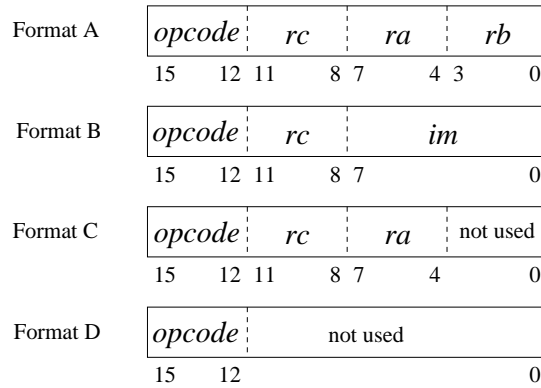 Format A opcode rc ra rb
15 12 11 8 7 4 3 0
Format B opcode rc im
15 12 11 8 7 0
Format C opcode rc ra not used
15 12 11 8 7 4 0
Format D opcode not used
15 12 0